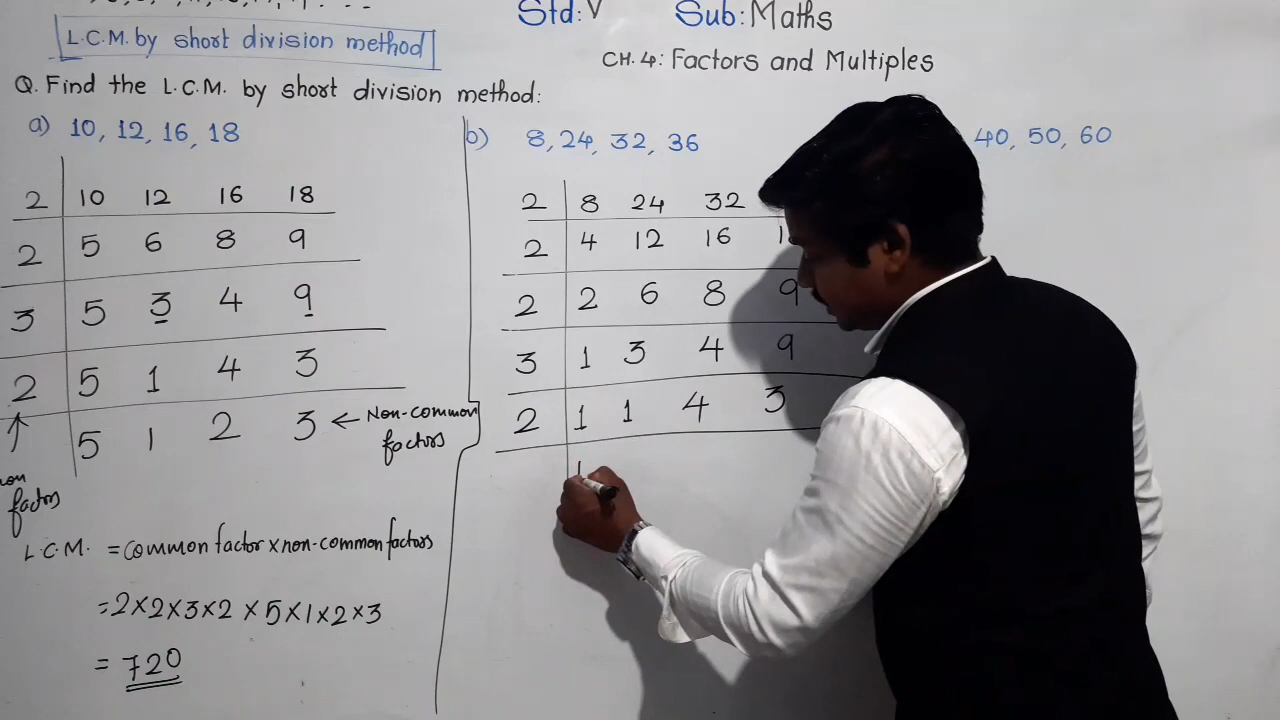 Std: V Sub: Maths
L.C.M. by short division method
CH. 4: Factors and Multiples
Q. Find the L.C.M. by short division method:
a) 10, 12, 16, 18
2 10 12 16 18
2 5 6 8 9
3 5 3 4 9
2 5 1 4 3
5 1 2 3 ← Non-common
factors
factors
L.C.M. = common factor × non-common factors
= 2×2×3×2 × 5×1×2×3
= 720
b) 8, 24, 32, 36
2 8 24 32
2 4 12 16 1
2 2 6 8 9
3 1 3 4 9
2 1 1 4 3
1
40, 50, 60